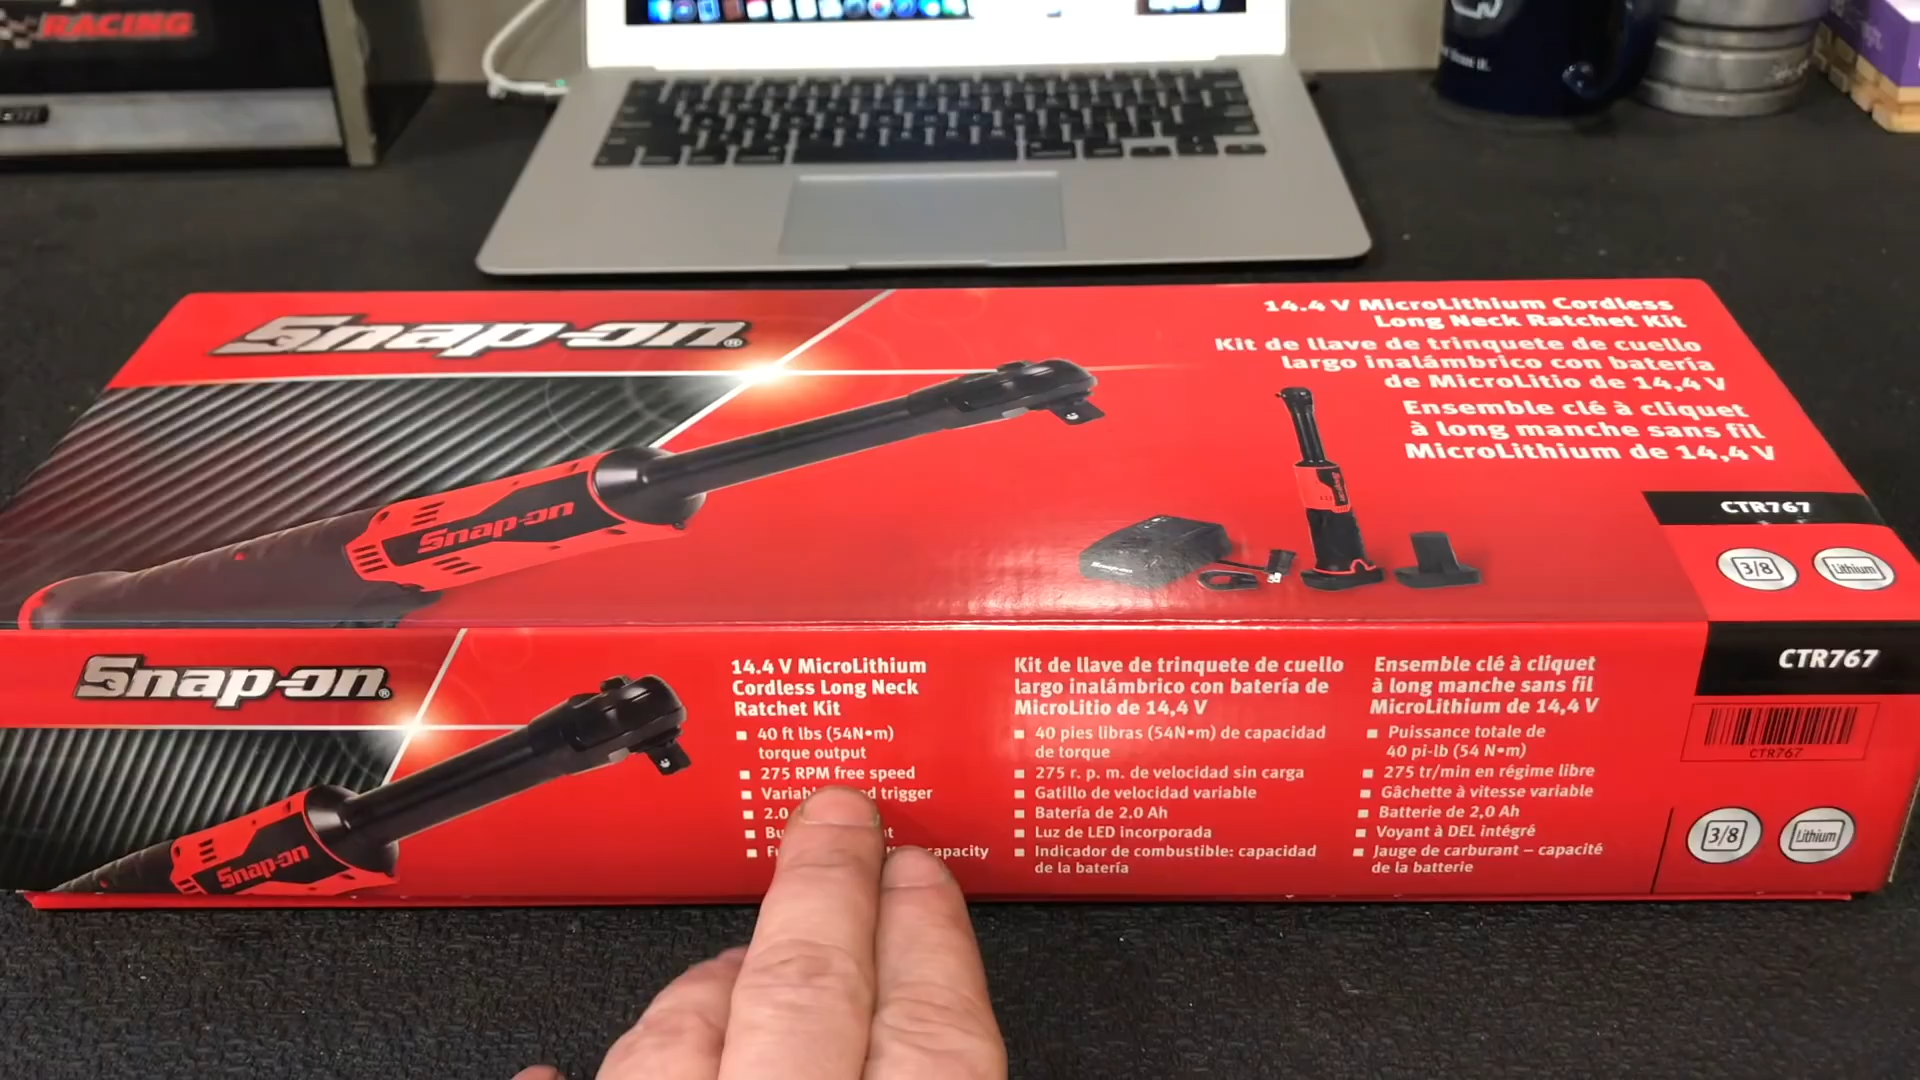 RACING
Snap-on®
14.4 V MicroLithium Cordless
Long Neck Ratchet Kit
Kit de llave de trinquete de cuello
largo inalámbrico con batería
de MicroLitio de 14,4 V
Ensemble clé à cliquet
à long manche sans fil
MicroLithium de 14,4 V
Snap-on
CTR767
3/8
Lithium
Snap-on®
Snap-on
14.4 V MicroLithium
Cordless Long Neck
Ratchet Kit
■ 40 ft lbs (54N•m)
torque output
■ 275 RPM free speed
■ trigger
■ 2.0
■
■ capacity
Kit de llave de trinquete de cuello
largo inalámbrico con batería de
MicroLitio de 14,4 V
■ 40 pies libras (54N•m) de capacidad
de torque
■ 275 r. p. m. de velocidad sin carga
■ Gatillo de velocidad variable
■ Batería de 2.0 Ah
■ Luz de LED incorporada
■ Indicador de combustible: capacidad
de la batería
Ensemble clé à cliquet
à long manche sans fil
MicroLithium de 14,4 V
■ Puissance totale de
40 pi-lb (54 N•m)
■ 275 tr/min en régime libre
■ Gâchette à vitesse variable
■ Batterie de 2,0 Ah
■ Voyant à DEL intégré
■ Jauge de carburant – capacité
de la batterie
CTR767
CTR767
3/8
Lithium